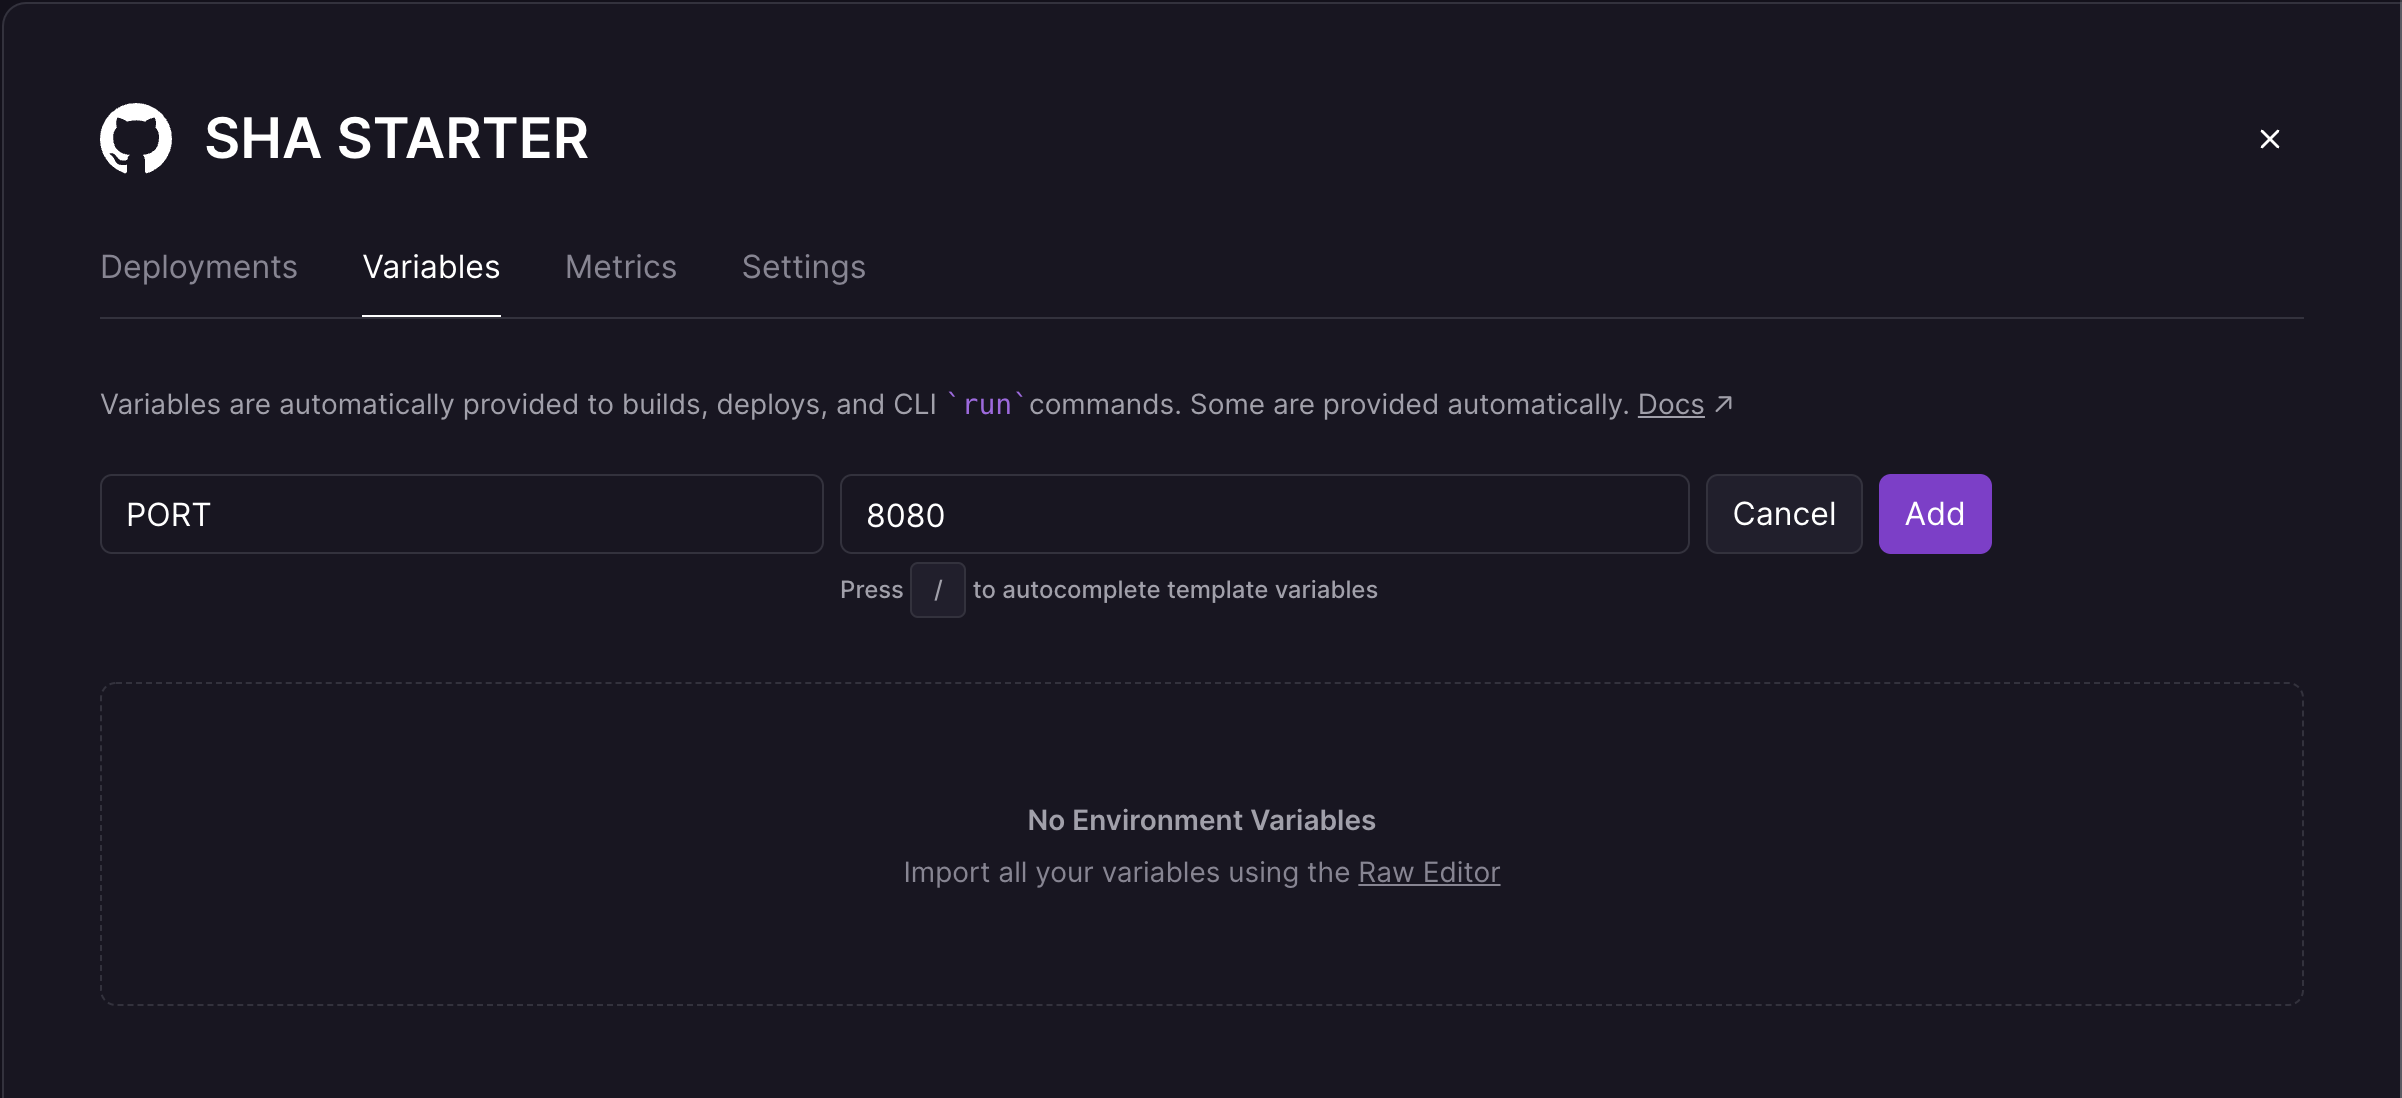 SHA STARTER
Deployments Variables Metrics Settings
Variables are automatically provided to builds, deploys, and CLI `run` commands. Some are provided automatically. Docs ↗
PORT 8080 Cancel Add
Press / to autocomplete template variables
No Environment Variables
Import all your variables using the Raw Editor